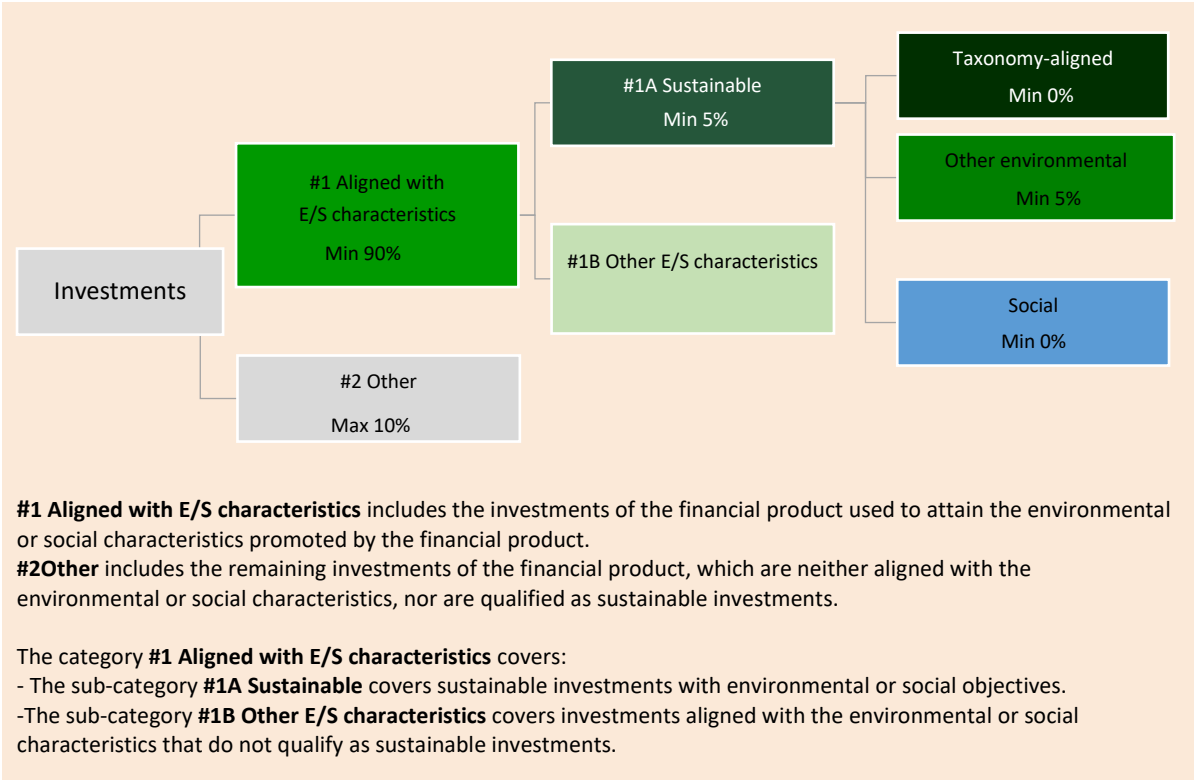 Investments
#1 Aligned with
E/S characteristics
Min 90%
#2 Other
Max 10%
#1A Sustainable
Min 5%
#1B Other E/S characteristics
Taxonomy-aligned
Min 0%
Other environmental
Min 5%
Social
Min 0%
#1 Aligned with E/S characteristics includes the investments of the financial product used to attain the environmental
or social characteristics promoted by the financial product.
#2Other includes the remaining investments of the financial product, which are neither aligned with the
environmental or social characteristics, nor are qualified as sustainable investments.
The category #1 Aligned with E/S characteristics covers:
- The sub-category #1A Sustainable covers sustainable investments with environmental or social objectives.
-The sub-category #1B Other E/S characteristics covers investments aligned with the environmental or social
characteristics that do not qualify as sustainable investments.